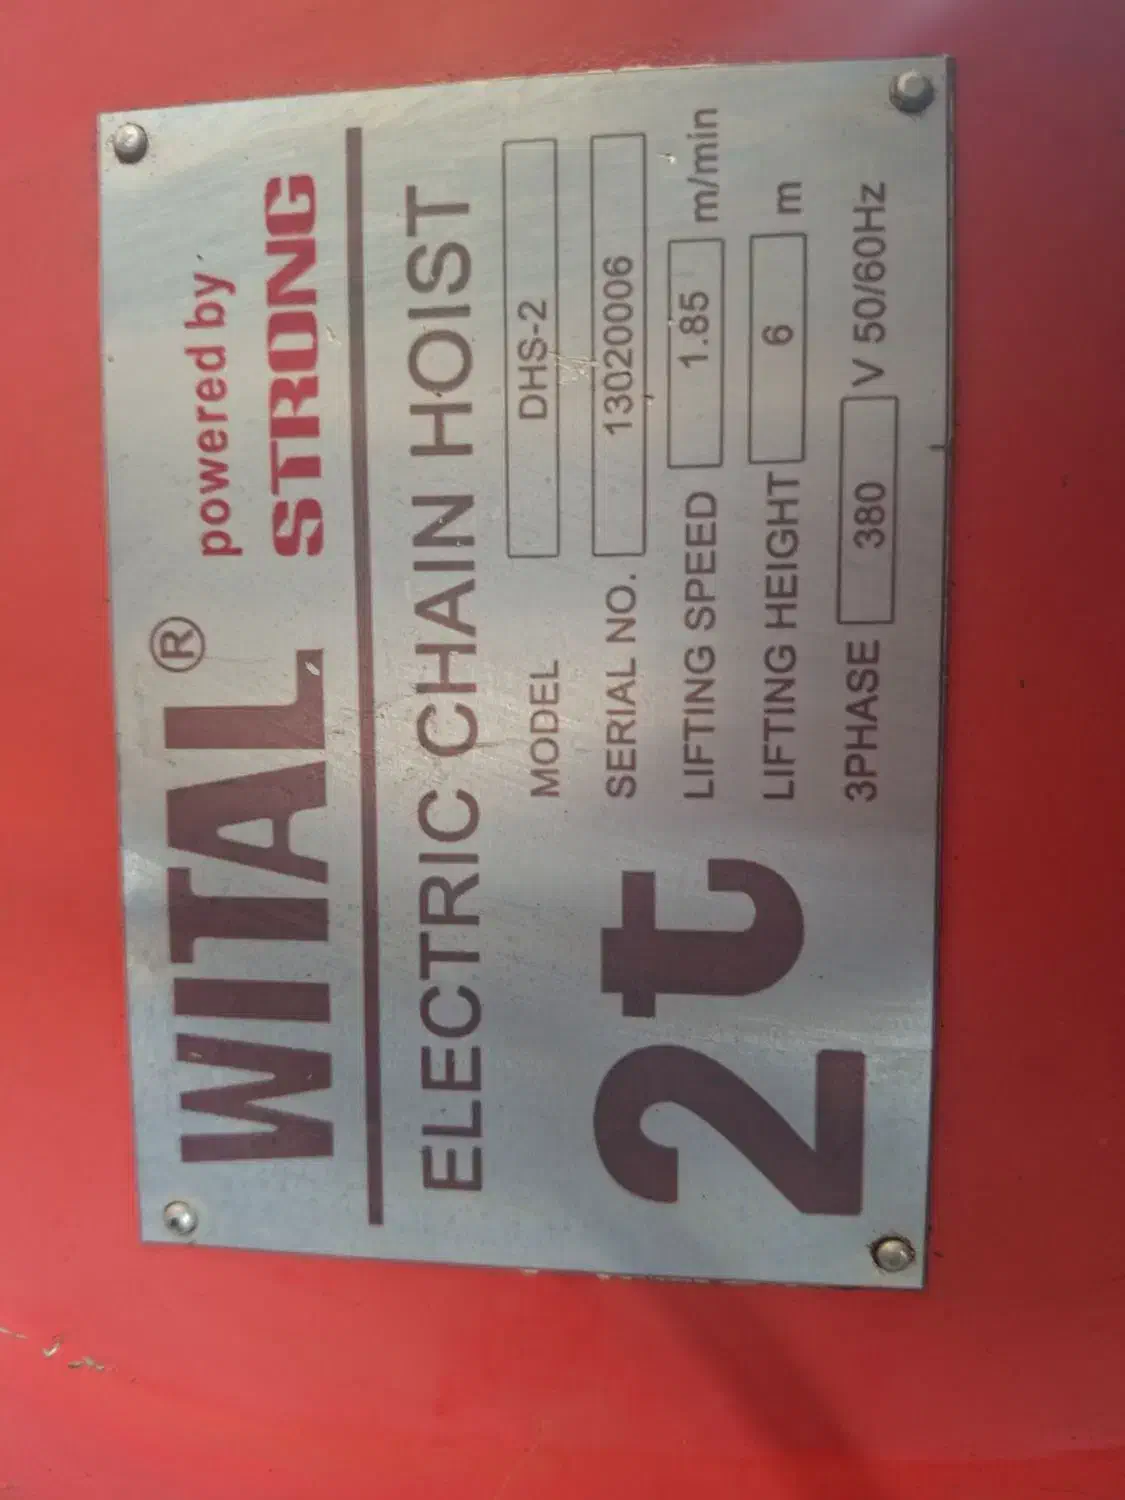 WITAL® powered by
STRONG
ELECTRIC CHAIN HOIST
2t
MODEL DHS-2
SERIAL NO. 13020006
LIFTING SPEED 1.85 m/min
LIFTING HEIGHT 6 m
3PHASE 380 V 50/60Hz